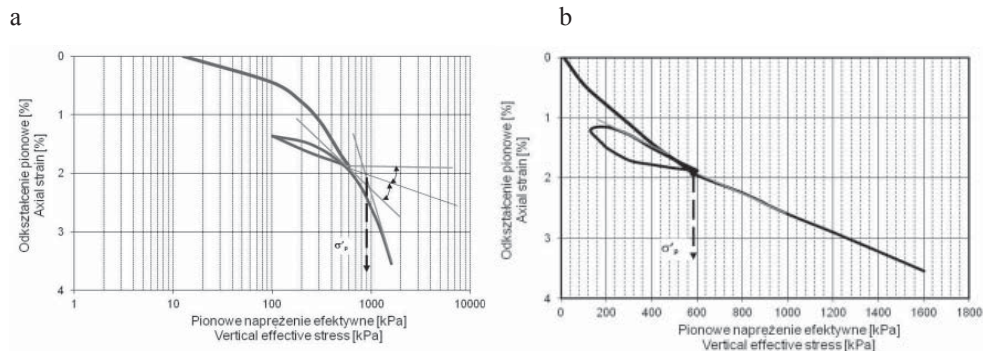 a
b
0
1
2
3
4
1
10
100
1000
10000
σ'p
Odkształcenie pionowe [%]
Axial strain [%]
Pionowe naprężenie efektywne [kPa]
Vertical effective stress [kPa]
0
1
2
3
4
0
200
400
600
800
1000
1200
1400
1600
1800
σ'p
Odkształcenie pionowe [%]
Axial strain [%]
Pionowe naprężenie efektywne [kPa]
Vertical effective stress [kPa]